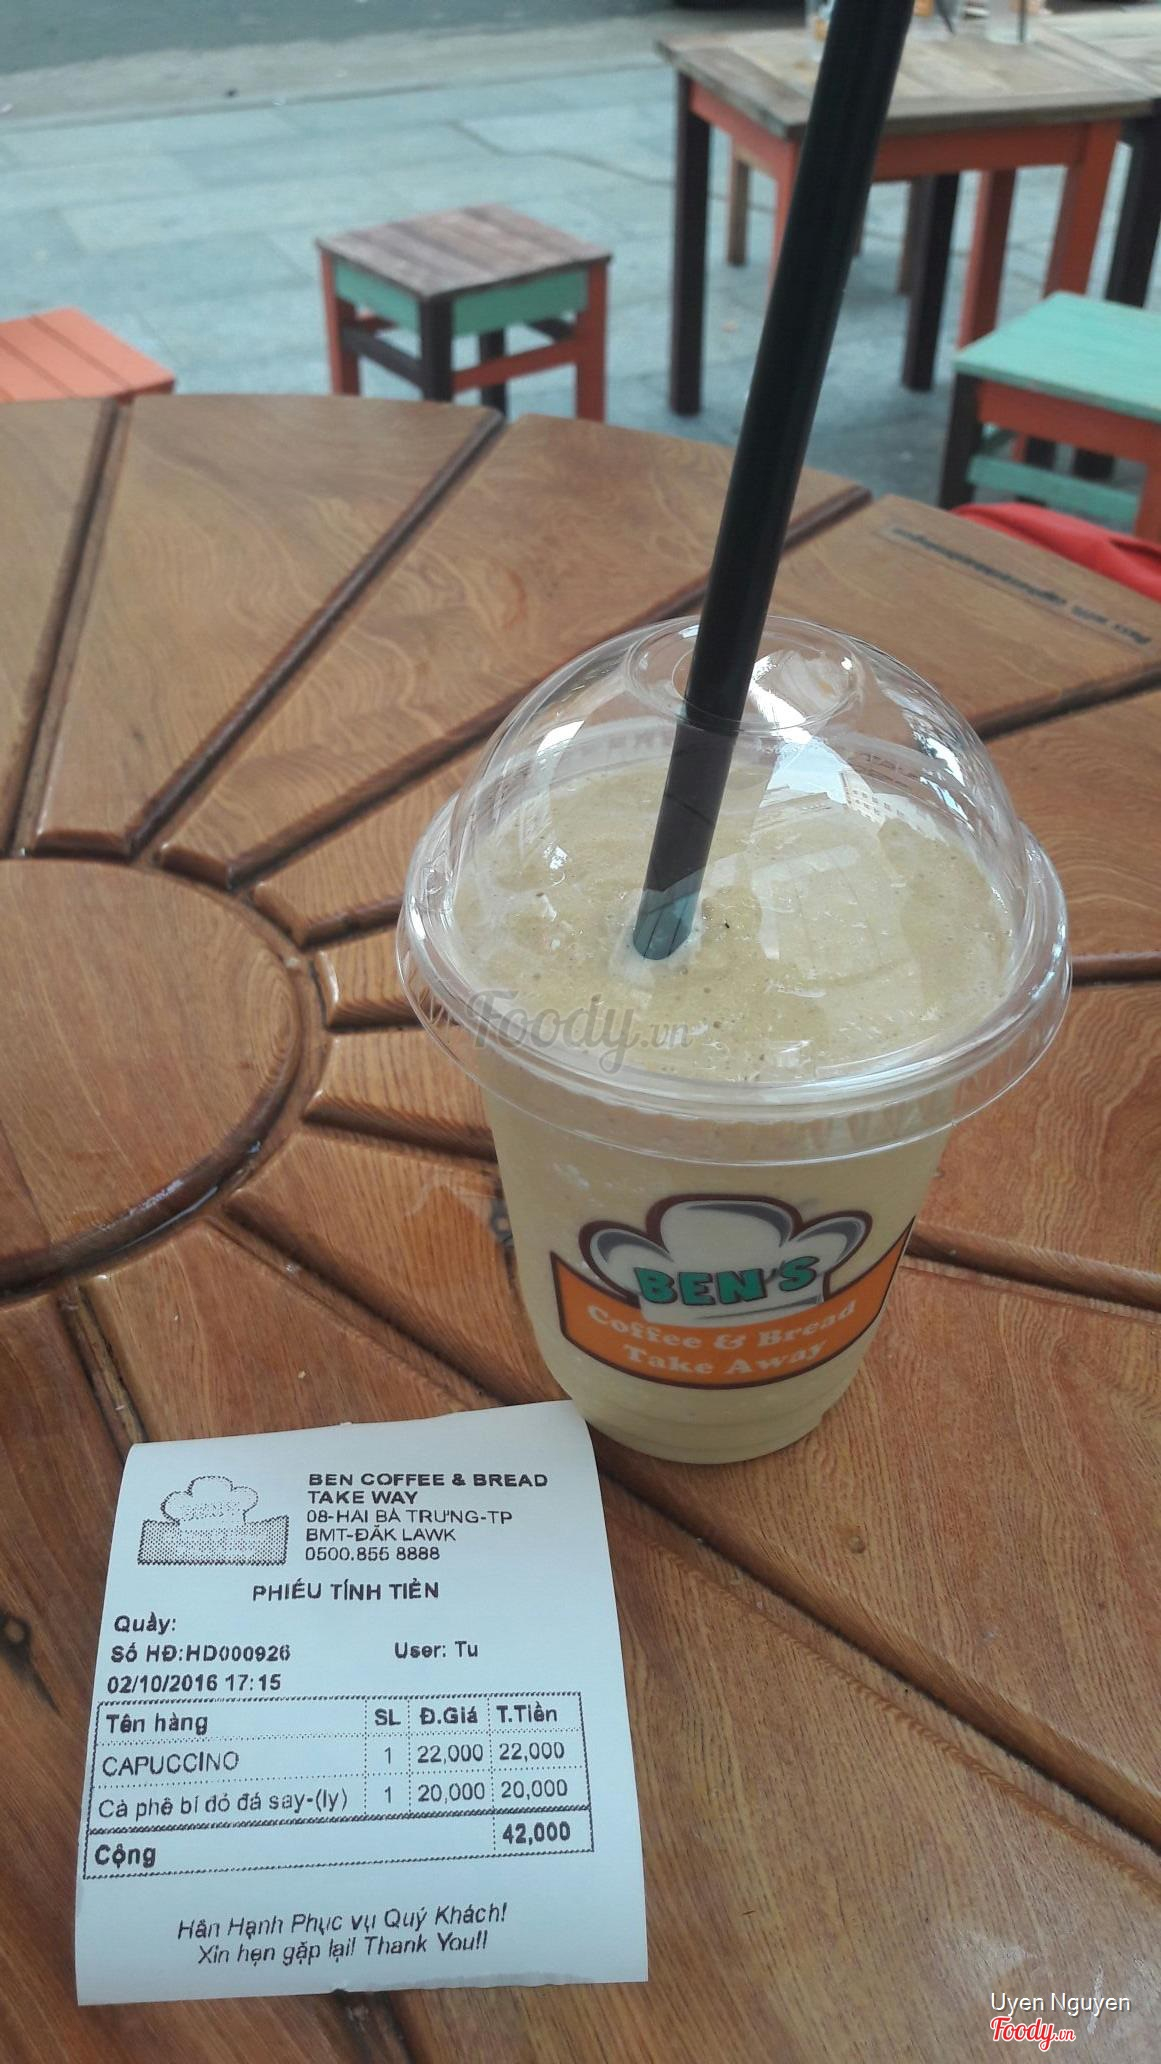 Foody.vn
BEN'S
Coffee & Bread
Take Away
BEN COFFEE & BREAD
TAKE WAY
08-HAI BÀ TRƯNG-TP
BMT-ĐĂK LAWK
0500.855 8888
PHIẾU TÍNH TIỀN
Quầy:
Số HĐ:HD000926 User: Tu
02/10/2016 17:15
Tên hàng SL Đ.Giá T.Tiền
CAPUCCINO 1 22,000 22,000
Cà phê bí đỏ đá say-(ly) 1 20,000 20,000
Cộng 42,000
Hân Hạnh Phục vụ Quý Khách!
Xin hẹn gặp lại! Thank You!!
Uyen Nguyen
Foody.vn